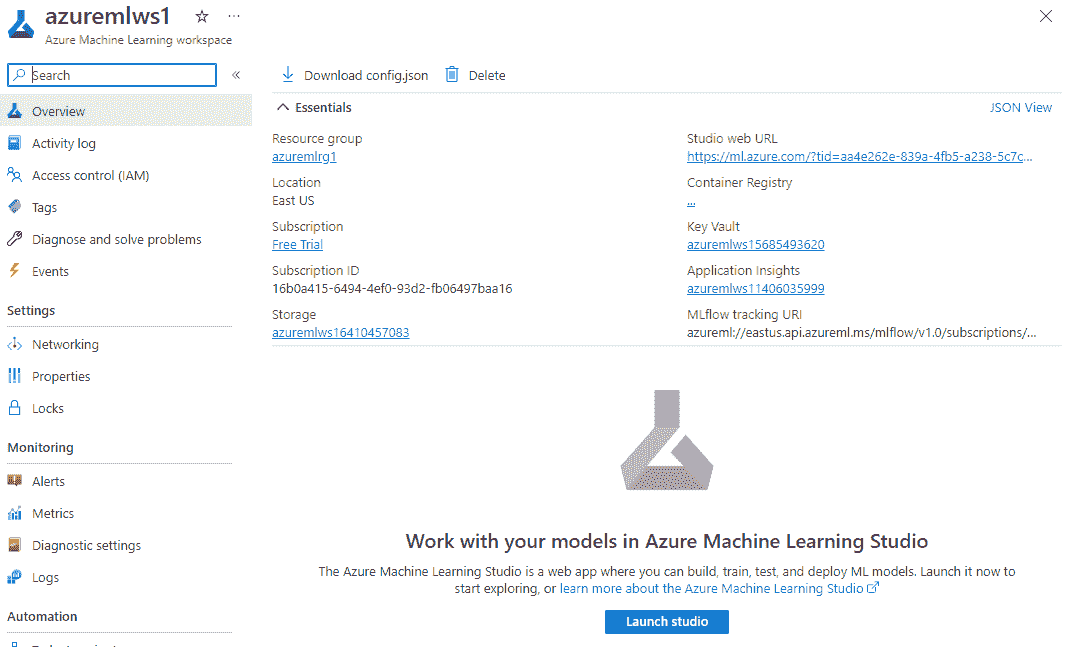 azuremlws1
Azure Machine Learning workspace
Search
Overview
Activity log
Access control (IAM)
Tags
Diagnose and solve problems
Events
Settings
Networking
Properties
Locks
Monitoring
Alerts
Metrics
Diagnostic settings
Logs
Automation
Download config.json
Delete
Essentials
JSON View
Resource group
azuremlrg1
Location
East US
Subscription
Free Trial
Subscription ID
16b0a415-6494-4ef0-93d2-fb06497baa16
Storage
azuremlws16410457083
Studio web URL
https://ml.azure.com/?tid=aa4e262e-839a-4fb5-a238-5c7c...
Container Registry
...
Key Vault
azuremlws15685493620
Application Insights
azuremlws11406035999
MLflow tracking URI
azureml://eastus.api.azureml.ms/mlflow/v1.0/subscriptions/...
Work with your models in Azure Machine Learning Studio
The Azure Machine Learning Studio is a web app where you can build, train, test, and deploy ML models. Launch it now to
start exploring, or learn more about the Azure Machine Learning Studio
Launch studio